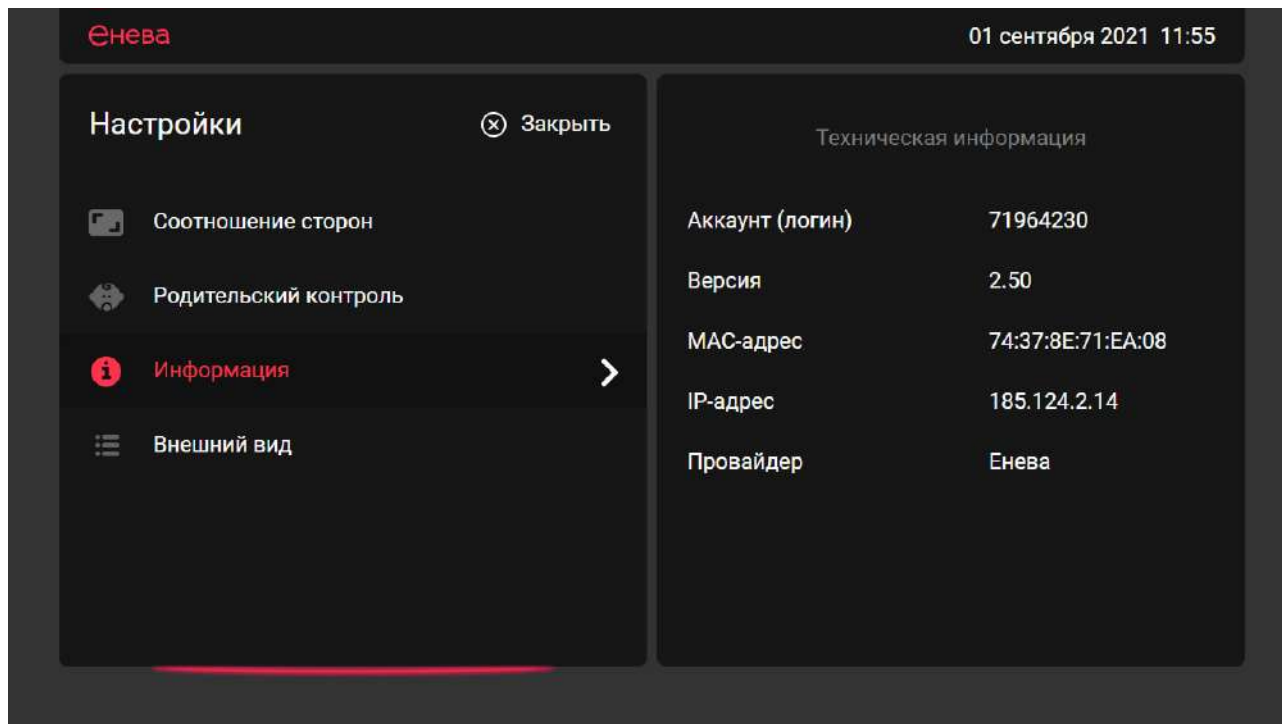 енева
01 сентября 2021 11:55
Настройки
Закрыть
Соотношение сторон
Родительский контроль
Информация
Внешний вид
Техническая информация
Аккаунт (логин) 71964230
Версия 2.50
MAC-адрес 74:37:8E:71:EA:08
IP-адрес 185.124.2.14
Провайдер Енева